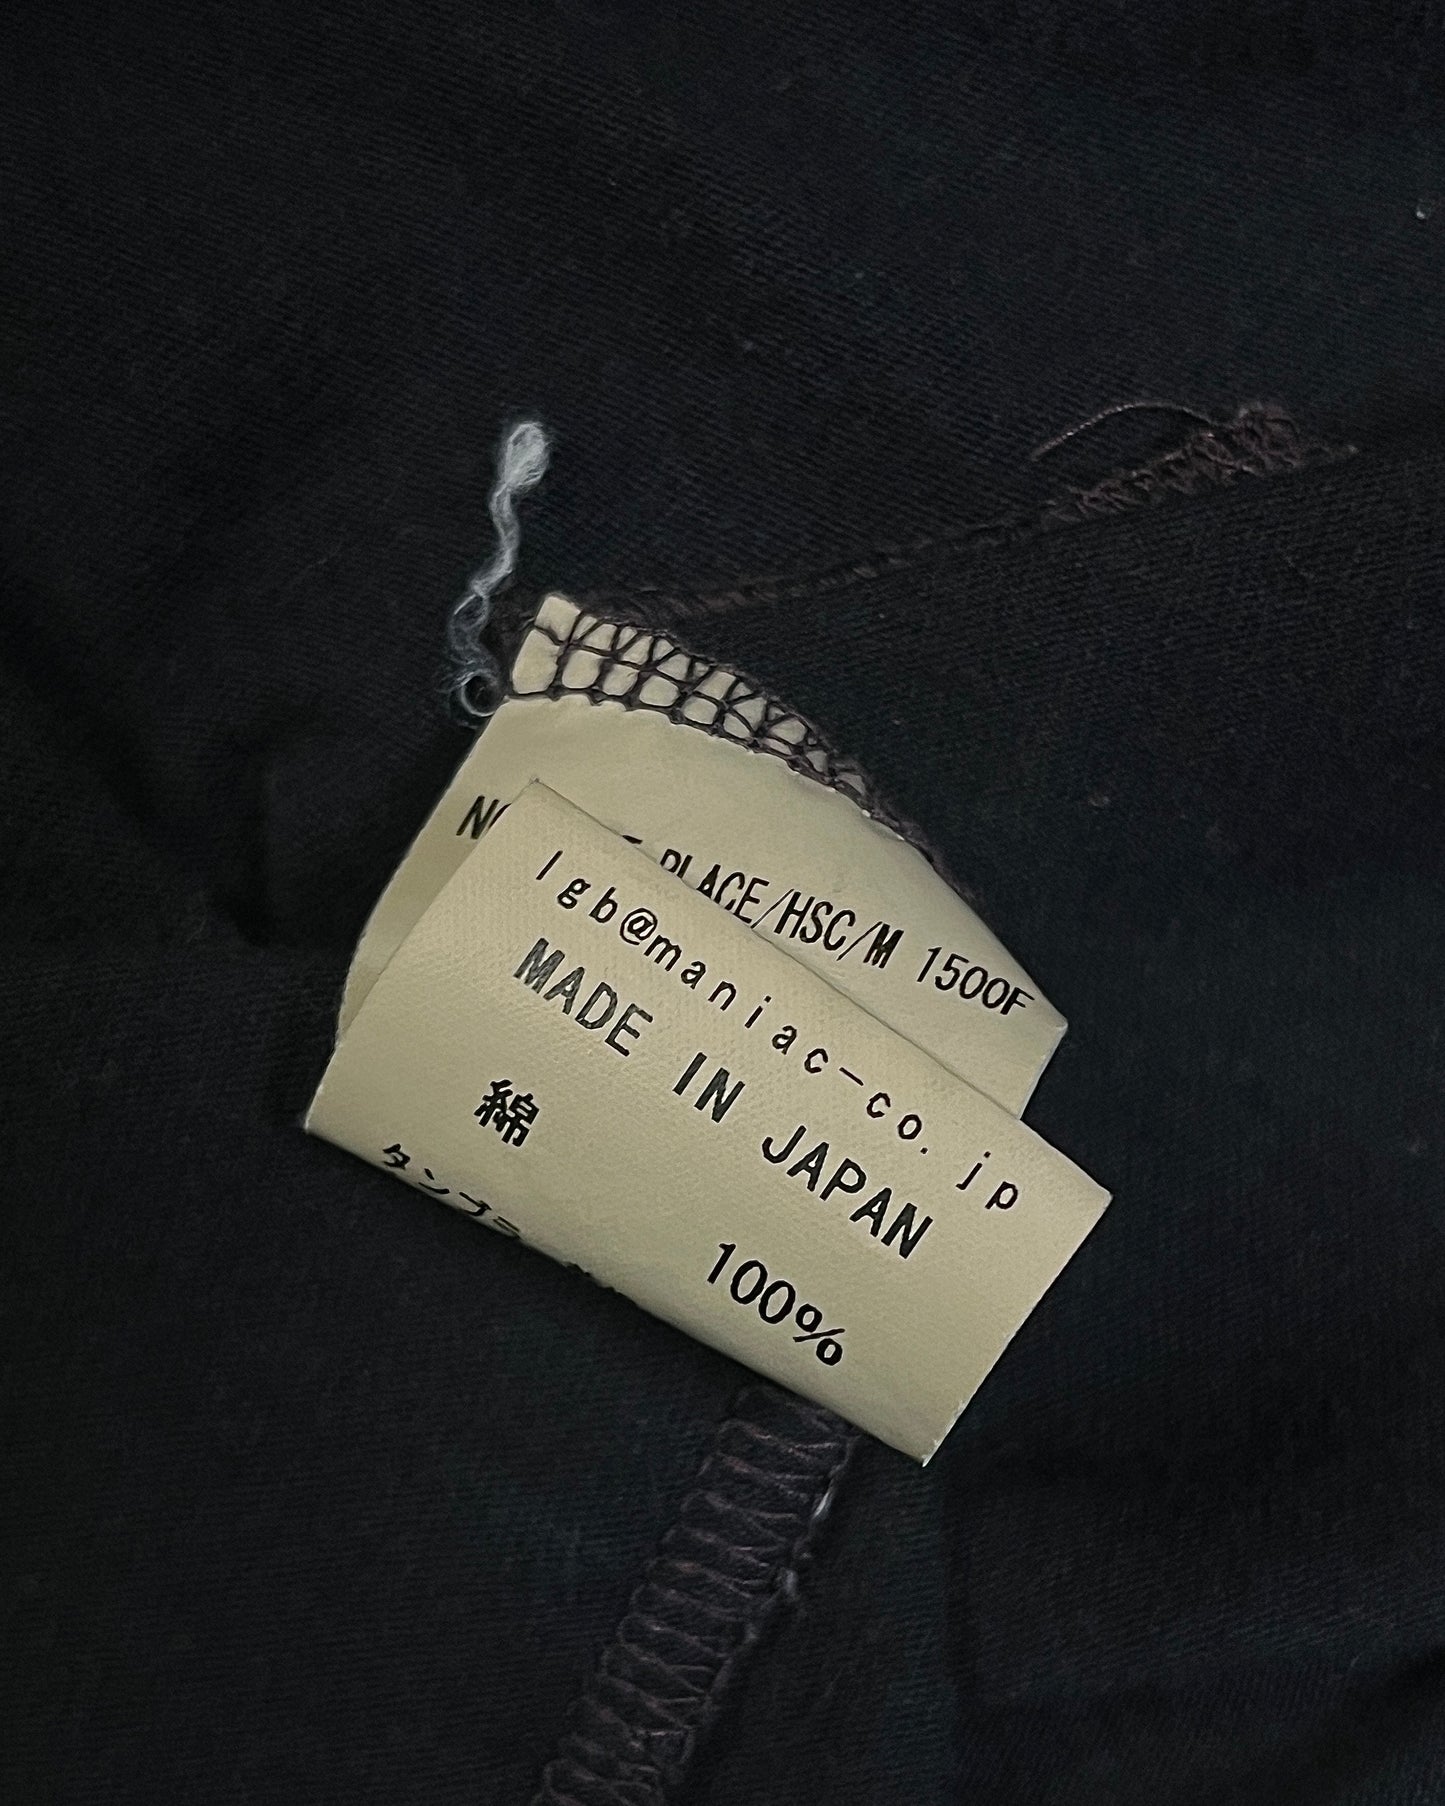 PLACE/HSC/M 1500F
lgb@maniac-co.jp
MADE IN JAPAN
綿 100%